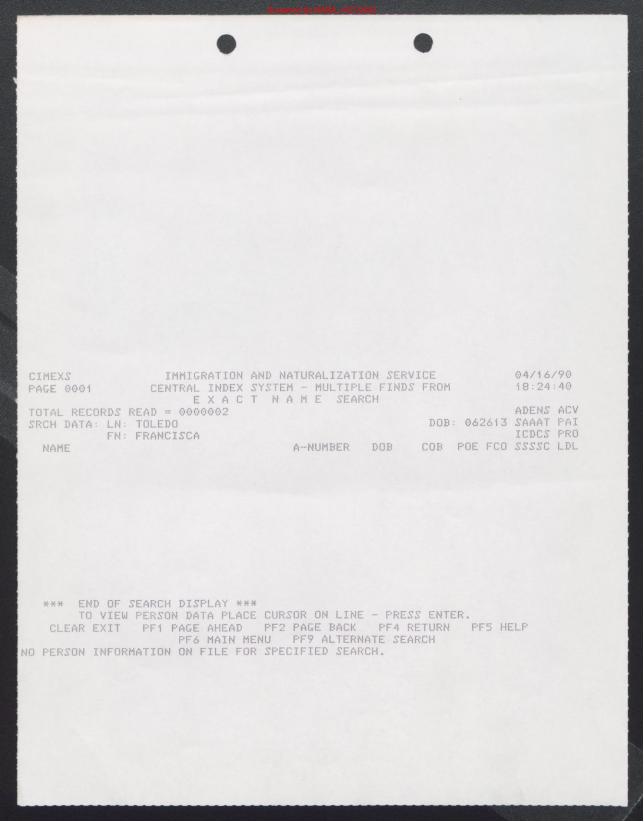 CIMEXS IMMIGRATION AND NATURALIZATION SERVICE 04/16/90
PAGE 0001 CENTRAL INDEX SYSTEM - MULTIPLE FINDS FROM 18:24:40
E X A C T N A M E SEARCH
TOTAL RECORDS READ = 0000002 ADENS ACV
SRCH DATA: LN: TOLEDO DOB: 062613 SAAAT PAI
FN: FRANCISCA ICDCS PRO
NAME A-NUMBER DOB COB POE FCO SSSSC LDL
*** END OF SEARCH DISPLAY ***
TO VIEW PERSON DATA PLACE CURSOR ON LINE - PRESS ENTER.
CLEAR EXIT PF1 PAGE AHEAD PF2 PAGE BACK PF4 RETURN PF5 HELP
PF6 MAIN MENU PF9 ALTERNATE SEARCH
NO PERSON INFORMATION ON FILE FOR SPECIFIED SEARCH.